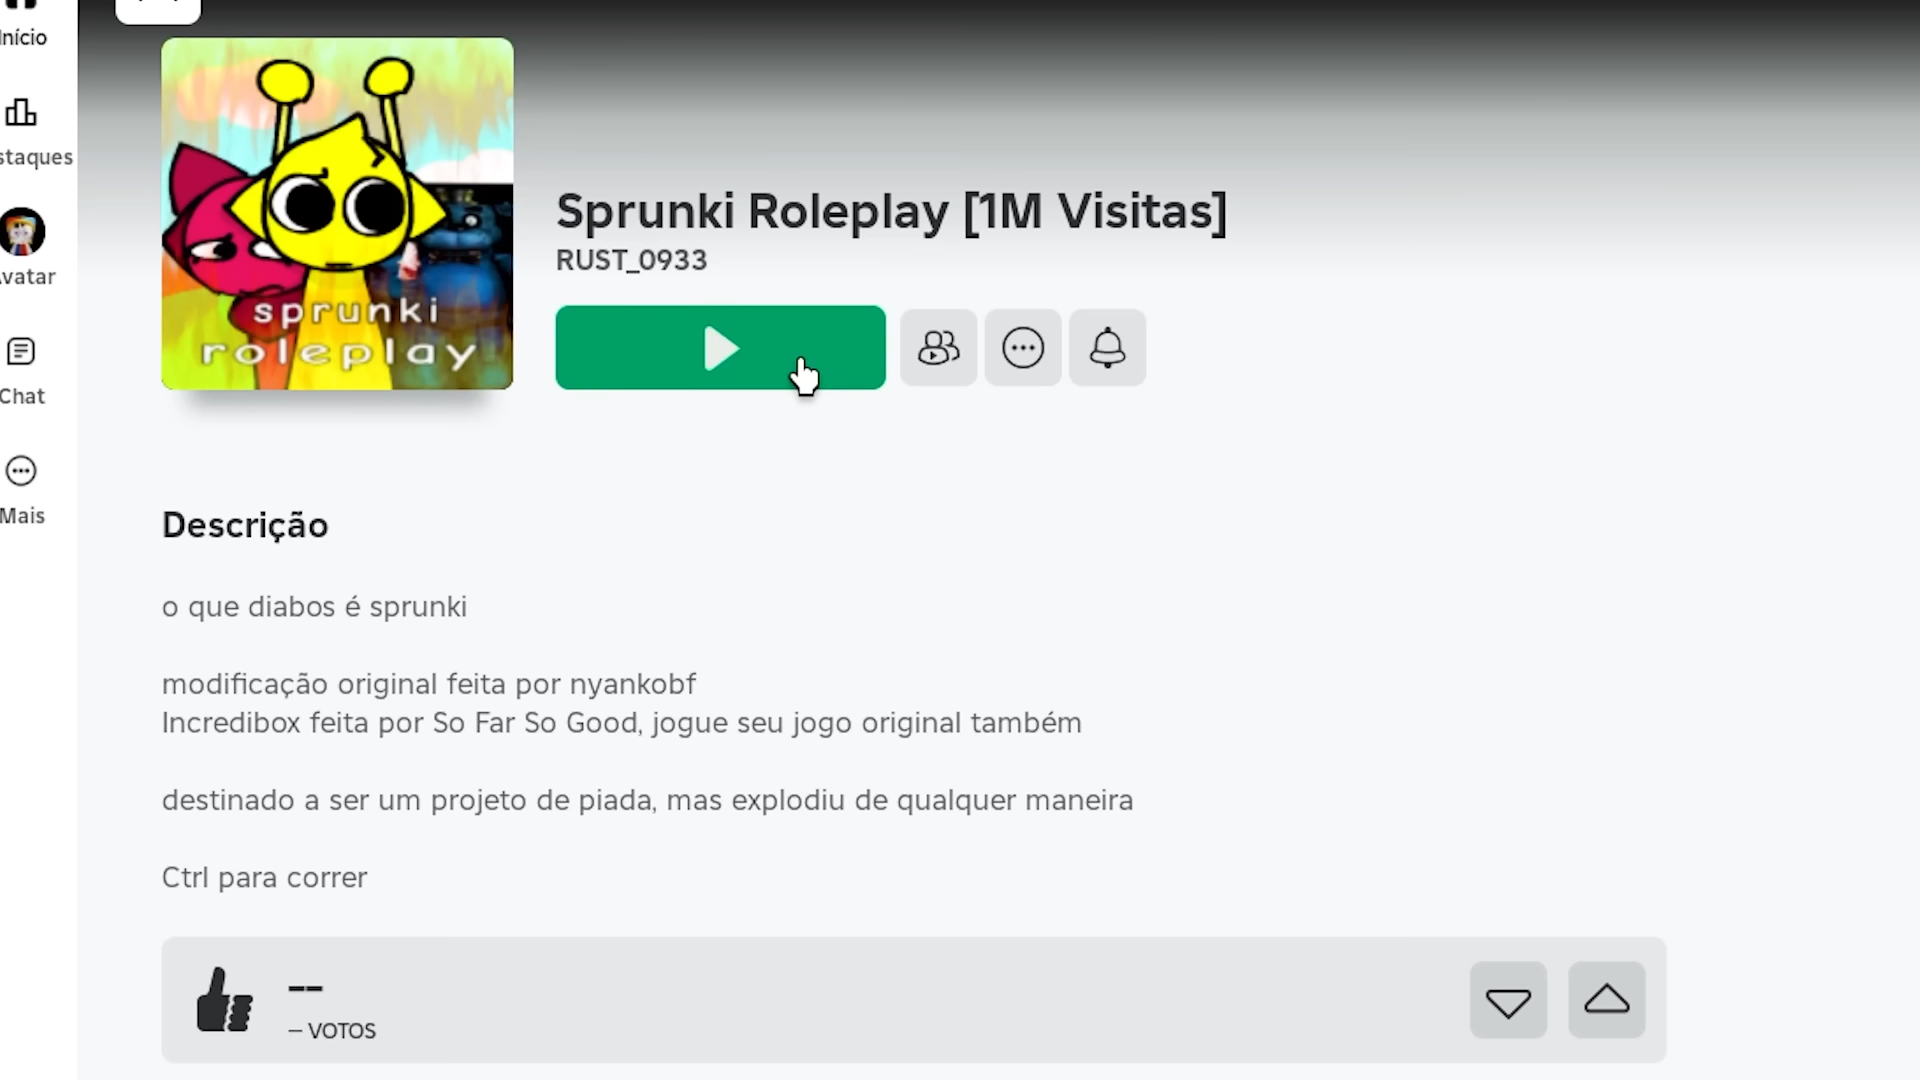 Início
staques
vatar
Chat
Mais
sprunki
roleplay
Sprunki Roleplay [1M Visitas]
RUST_0933
Descrição
o que diabos é sprunki
modificação original feita por nyankobf
Incredibox feita por So Far So Good, jogue seu jogo original também
destinado a ser um projeto de piada, mas explodiu de qualquer maneira
Ctrl para correr
--
– VOTOS